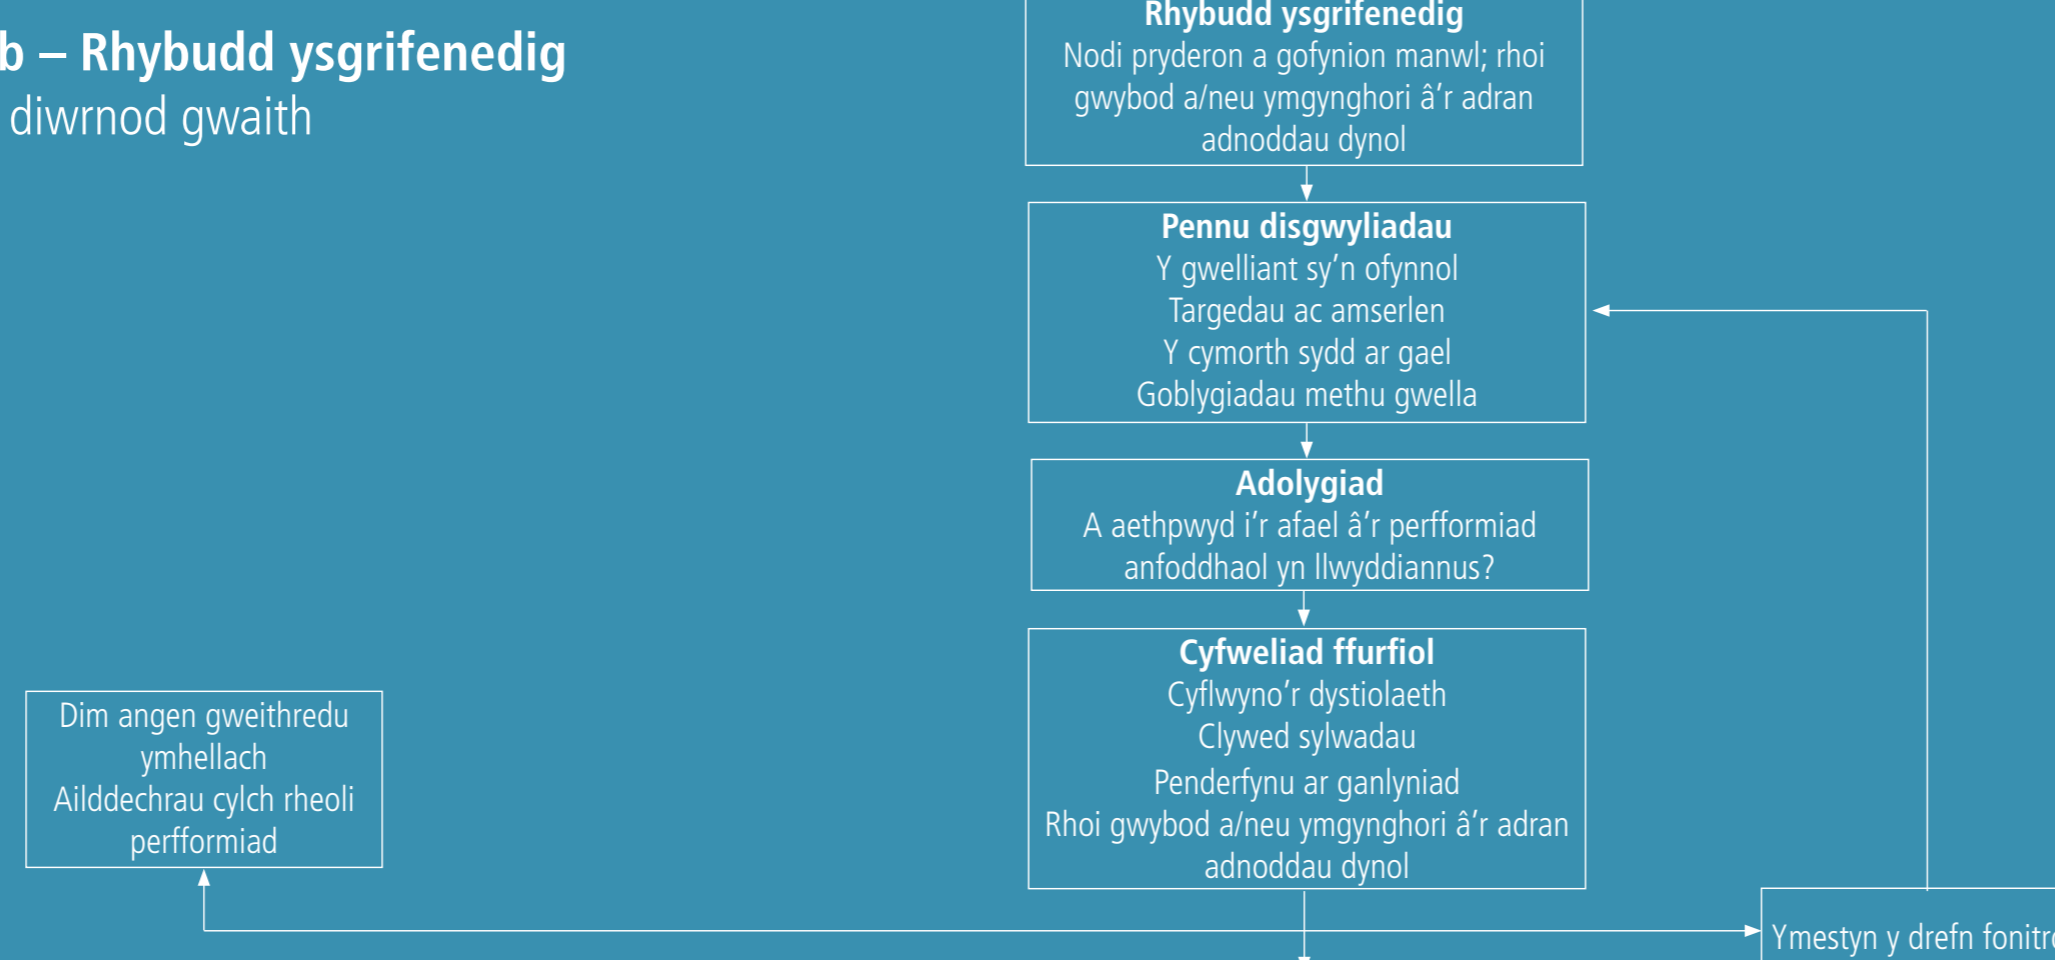 b – Rhybudd ysgrifenedig
diwrnod gwaith
Rhybudd ysgrifenedig
Nodi pryderon a gofynion manwl; rhoi
gwybod a/neu ymgynghori â’r adran
adnoddau dynol
Pennu disgwyliadau
Y gwelliant sy’n ofynnol
Targedau ac amserlen
Y cymorth sydd ar gael
Goblygiadau methu gwella
Adolygiad
A aethpwyd i’r afael â’r perfformiad
anfoddhaol yn llwyddiannus?
Cyfweliad ffurfiol
Cyflwyno’r dystiolaeth
Clywed sylwadau
Penderfynu ar ganlyniad
Rhoi gwybod a/neu ymgynghori â’r adran
adnoddau dynol
Dim angen gweithredu
ymhellach
Ailddechrau cylch rheoli
perfformiad
Ymestyn y drefn